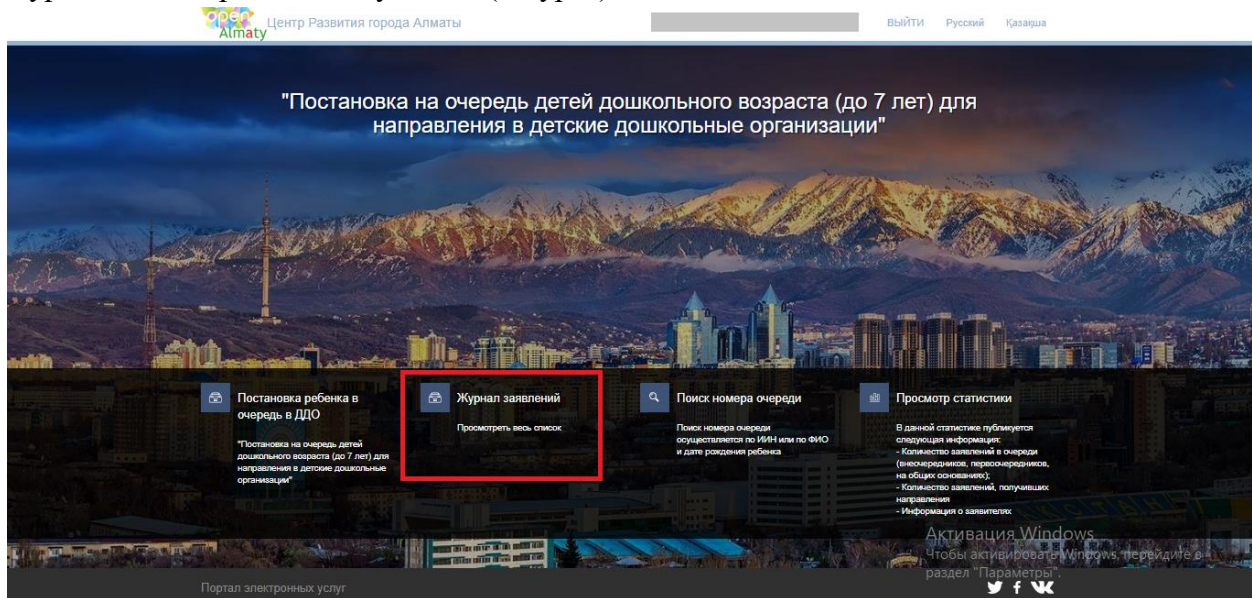 open
Almaty
Центр Развития города Алматы
ВЫЙТИ Русский Қазақша
"Постановка на очередь детей дошкольного возраста (до 7 лет) для
направления в детские дошкольные организации"
Постановка ребенка в
очередь в ДДО
"Постановка на очередь детей
дошкольного возраста (до 7 лет) для
направления в детские дошкольные
организации"
Журнал заявлений
Просмотреть весь список
Поиск номера очереди
Поиск номера очереди
осуществляется по ИИН или по ФИО
и дате рождения ребенка
Просмотр статистики
В данной статистике публикуется
следующая информация:
- Количество заявлений в очереди
(внеочередников, первоочередников,
на общих основаниях);
- Количество заявлений, получивших
направления
- Информация о заявителях
Активация Windows
Чтобы активировать Windows, перейдите в
раздел "Параметры".
Портал электронных услуг